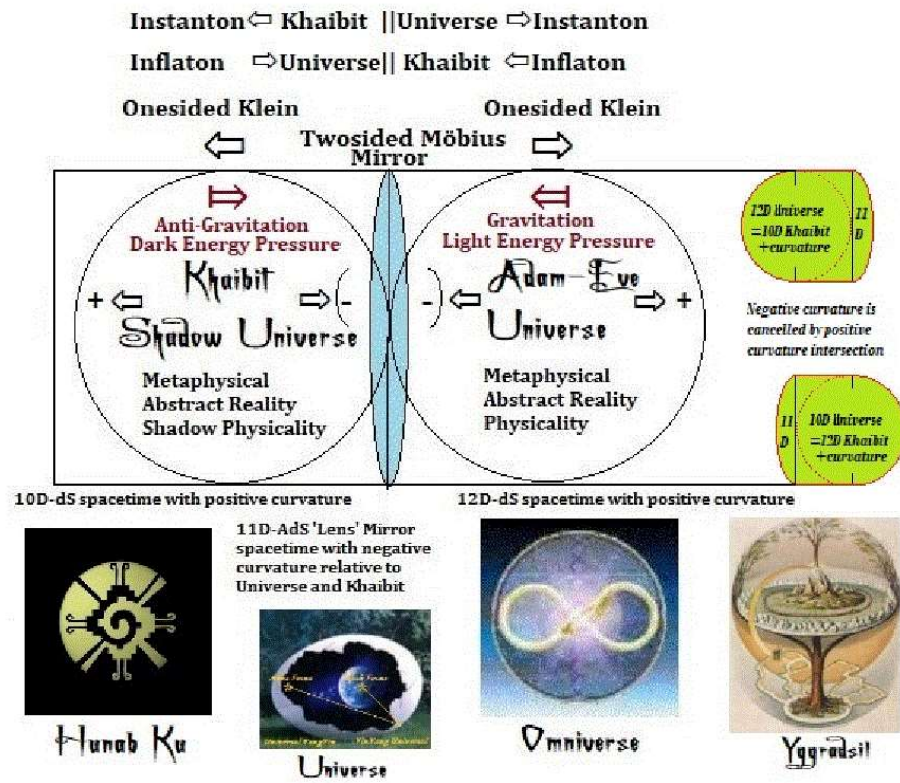 Instanton⇦ Khaibit ||Universe ⇨Instanton
Inflaton ⇨Universe|| Khaibit ⇦Inflaton
Onesided Klein
Onesided Klein
Twosided Möbius
Mirror
Anti-Gravitation
Dark Energy Pressure
Khaibit
Shadow Universe
+ ⇦ ⇨ (-
Metaphysical
Abstract Reality
Shadow Physicality
Gravitation
Light Energy Pressure
Adam-Eve
Universe
-) ⇦ ⇨ +
Metaphysical
Abstract Reality
Physicality
12D Universe
=10D Khaibit
+curvature
11
D
Negative curvature is
cancelled by positive
curvature intersection
11
D
10D Universe
=12D Khaibit
+curvature
10D-dS spacetime with positive curvature
12D-dS spacetime with positive curvature
11D-AdS 'Lens' Mirror
spacetime with negative
curvature relative to
Universe and Khaibit
Hunab Ku
Universe
Omniverse
Yggradsil